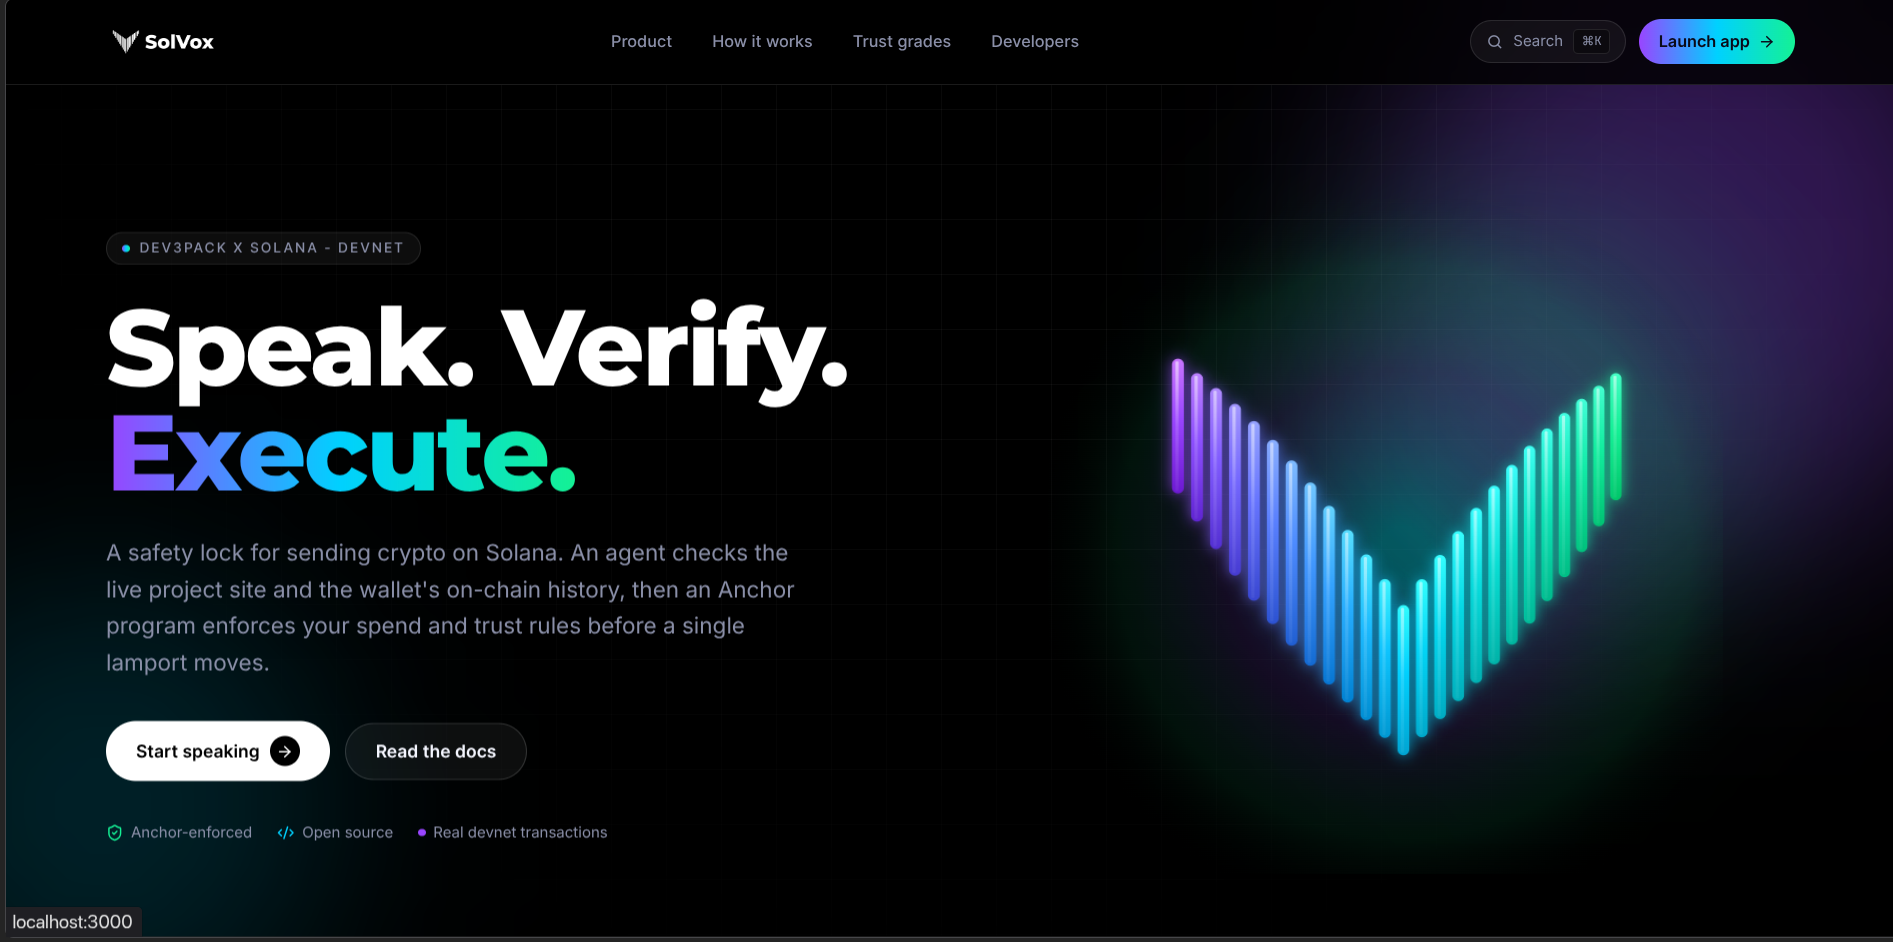 SolVox
Product
How it works
Trust grades
Developers
Search
⌘K
Launch app
DEV3PACK X SOLANA - DEVNET
Speak. Verify.
Execute.
A safety lock for sending crypto on Solana. An agent checks the
live project site and the wallet's on-chain history, then an Anchor
program enforces your spend and trust rules before a single
lamport moves.
Start speaking
Read the docs
Anchor-enforced
Open source
Real devnet transactions
localhost:3000